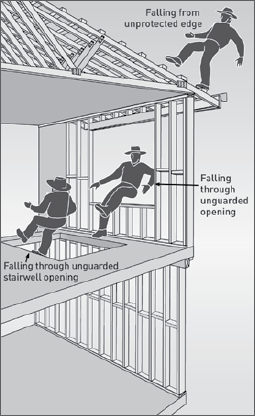 Falling from
unprotected edge
Falling
through
unguarded
opening
Falling through unguarded
stairwell opening